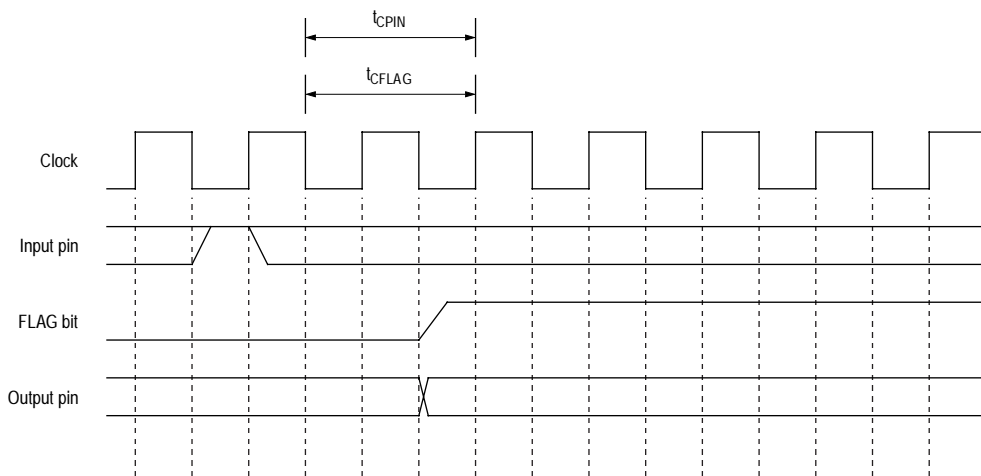 tCPIN
tCFLAG
Clock
Input pin
FLAG bit
Output pin